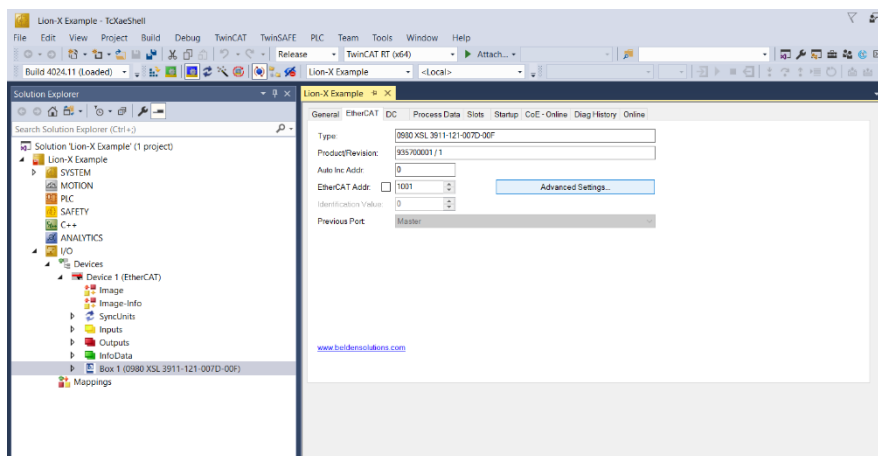 Lion-X Example - TcXaeShell
File Edit View Project Build Debug TwinCAT TwinSAFE PLC Team Tools Window Help
Release TwinCAT RT (x64) Attach...
Build 4024.11 (Loaded) Lion-X Example <Local>
Solution Explorer
Search Solution Explorer (Ctrl+;)
Solution 'Lion-X Example' (1 project)
Lion-X Example
SYSTEM
MOTION
PLC
SAFETY
C++
ANALYTICS
I/O
Devices
Device 1 (EtherCAT)
Image
Image-Info
SyncUnits
Inputs
Outputs
InfoData
Box 1 (0980 XSL 3911-121-007D-00F)
Mappings
Lion-X Example
General EtherCAT DC Process Data Slots Startup CoE - Online Diag History Online
Type: 0980 XSL 3911-121-007D-00F
Product/Revision: 935700001 / 1
Auto Inc Addr: 0
EtherCAT Addr: 1001 Advanced Settings...
Identification Value: 0
Previous Port: Master
www.beldensolutions.com